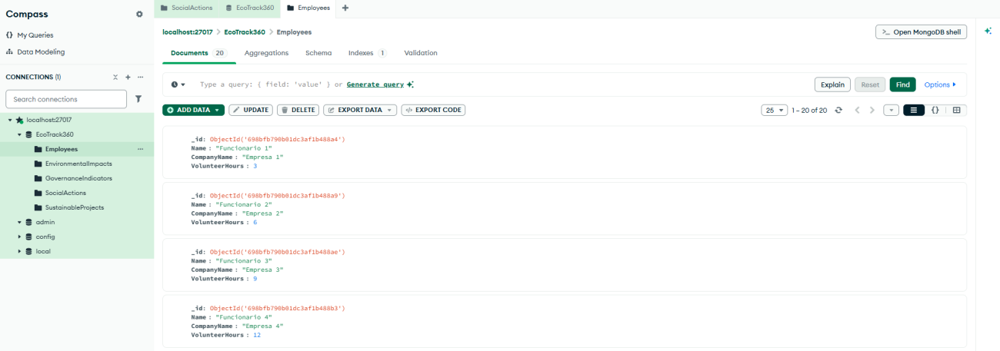 Compass
My Queries
Data Modeling
CONNECTIONS (1)
Search connections
localhost:27017
EcoTrack360
Employees
EnvironmentalImpacts
GovernanceIndicators
SocialActions
SustainableProjects
admin
config
local
SocialActions EcoTrack360 Employees
localhost:27017 > EcoTrack360 > Employees
>_ Open MongoDB shell
Documents 20 Aggregations Schema Indexes 1 Validation
Type a query: { field: 'value' } or Generate query
Explain Reset Find Options
ADD DATA UPDATE DELETE EXPORT DATA EXPORT CODE
25 1 – 20 of 20
_id: ObjectId('698bfb790b01dc3af1b488a4')
Name : "Funcionario 1"
CompanyName : "Empresa 1"
VolunteerHours : 3
_id: ObjectId('698bfb790b01dc3af1b488a9')
Name : "Funcionario 2"
CompanyName : "Empresa 2"
VolunteerHours : 6
_id: ObjectId('698bfb790b01dc3af1b488ae')
Name : "Funcionario 3"
CompanyName : "Empresa 3"
VolunteerHours : 9
_id: ObjectId('698bfb790b01dc3af1b488b3')
Name : "Funcionario 4"
CompanyName : "Empresa 4"
VolunteerHours : 12